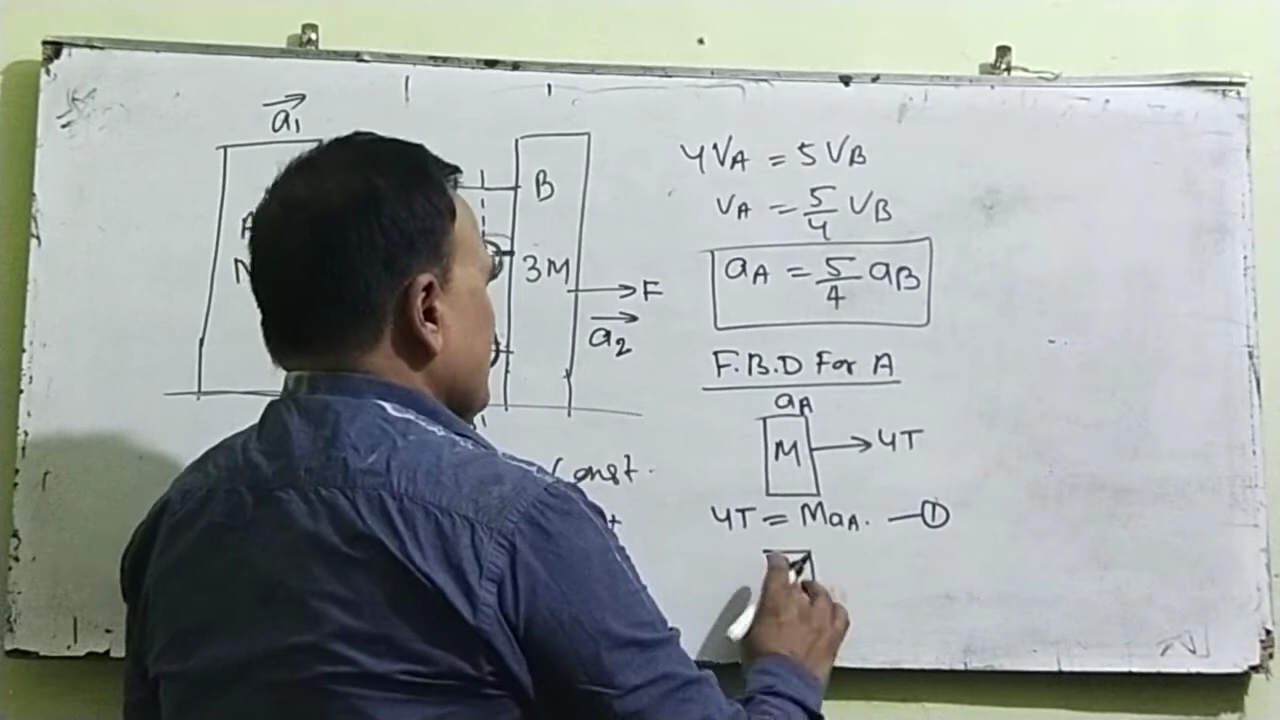 a₁
A
B
3M
F
a₂
Const.
4VA = 5VB
VA = 5/4 VB
aA = 5/4 aB
F.B.D For A
aA
M
4T
4T = MaA. —①